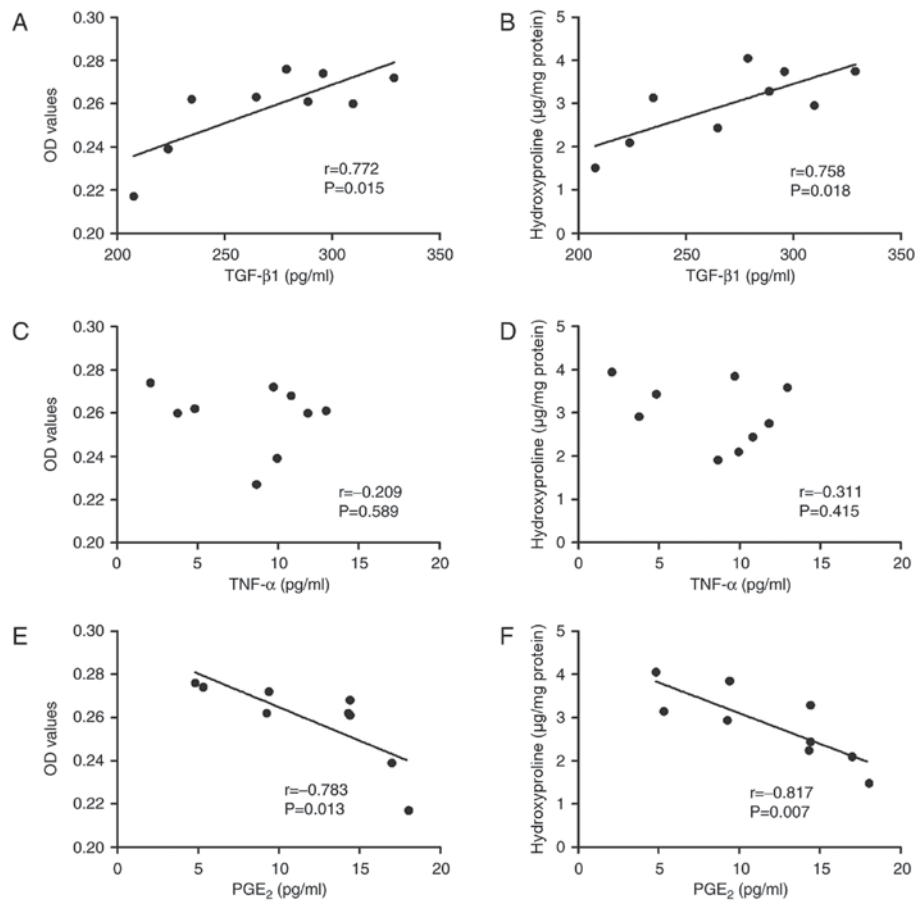 A
OD values
0.30
0.28
0.26
0.24
0.22
0.20
r=0.772
P=0.015
200
250
300
350
TGF-β1 (pg/ml)
B
Hydroxyproline (µg/mg protein)
5
4
3
2
1
0
r=0.758
P=0.018
200
250
300
350
TGF-β1 (pg/ml)
C
OD values
0.30
0.28
0.26
0.24
0.22
0.20
r=−0.209
P=0.589
0
5
10
15
20
TNF-α (pg/ml)
D
Hydroxyproline (µg/mg protein)
5
4
3
2
1
0
r=−0.311
P=0.415
0
5
10
15
20
TNF-α (pg/ml)
E
OD values
0.30
0.28
0.26
0.24
0.22
0.20
r=−0.783
P=0.013
0
5
10
15
20
PGE₂ (pg/ml)
F
Hydroxyproline (µg/mg protein)
5
4
3
2
1
0
r=−0.817
P=0.007
0
5
10
15
20
PGE₂ (pg/ml)